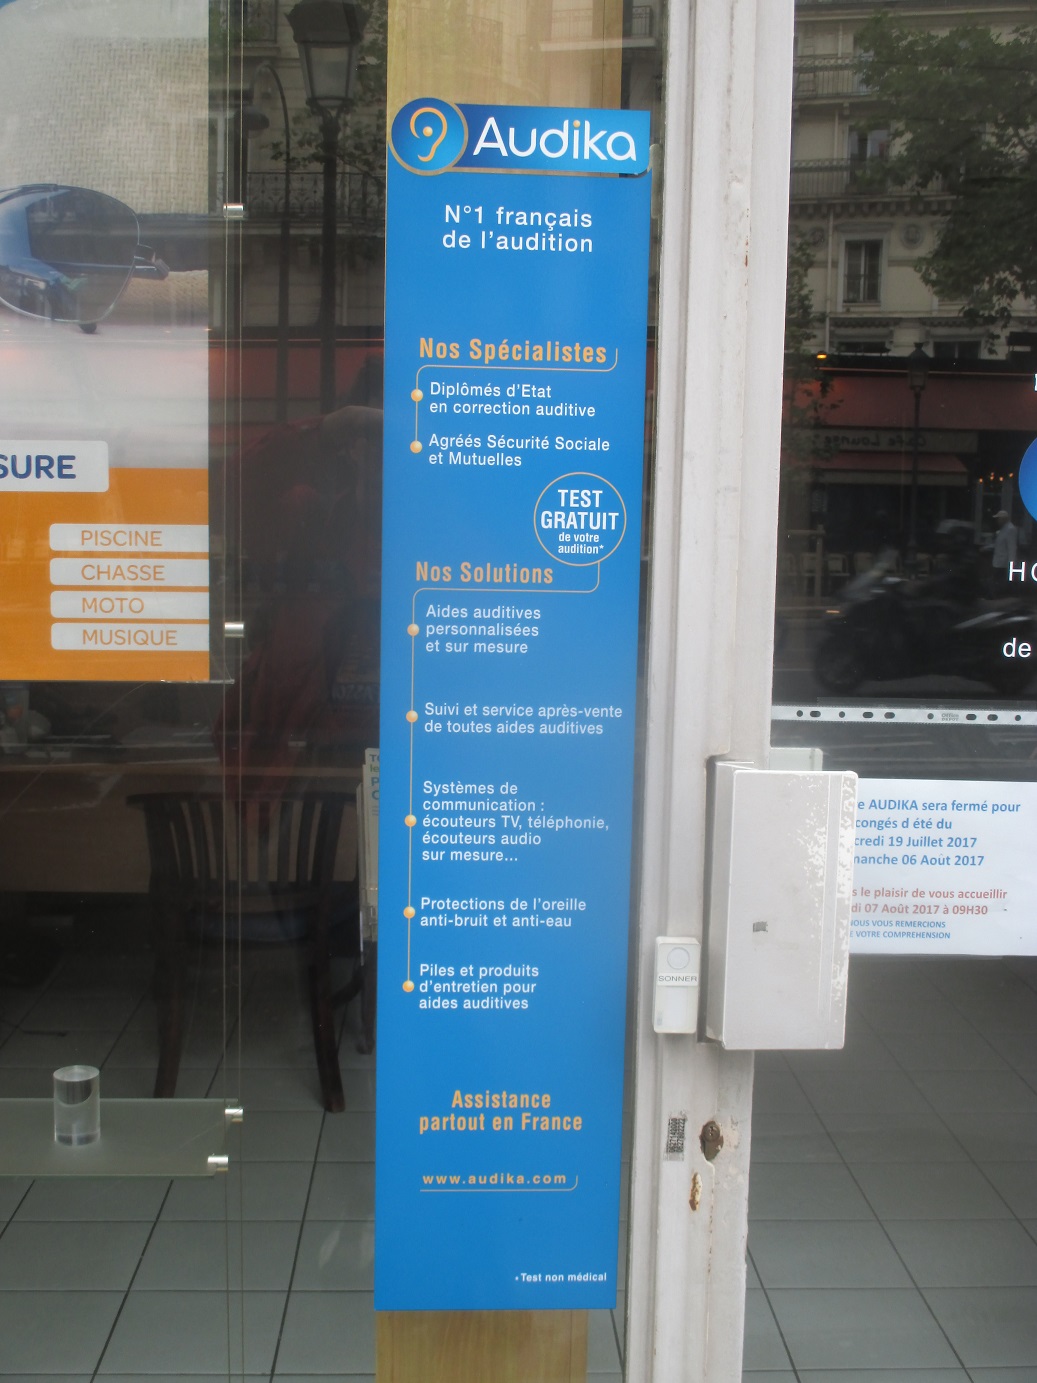 Audika
N°1 français
de l'audition
Nos Spécialistes
Diplômés d'Etat
en correction auditive
Agréés Sécurité Sociale
et Mutuelles
TEST
GRATUIT
de votre
audition*
Nos Solutions
Aides auditives
personnalisées
et sur mesure
Suivi et service après-vente
de toutes aides auditives
Systèmes de
communication :
écouteurs TV, téléphonie,
écouteurs audio
sur mesure...
Protections de l'oreille
anti-bruit et anti-eau
Piles et produits
d'entretien pour
aides auditives
Assistance
partout en France
www.audika.com
* Test non médical
SURE
PISCINE
CHASSE
MOTO
MUSIQUE
SONNER
HO
de
e AUDIKA sera fermé pour
congés d été du
credi 19 Juillet 2017
manche 06 Août 2017
s le plaisir de vous accueillir
di 07 Août 2017 à 09H30
NOUS VOUS REMERCIONS
E VOTRE COMPREHENSION